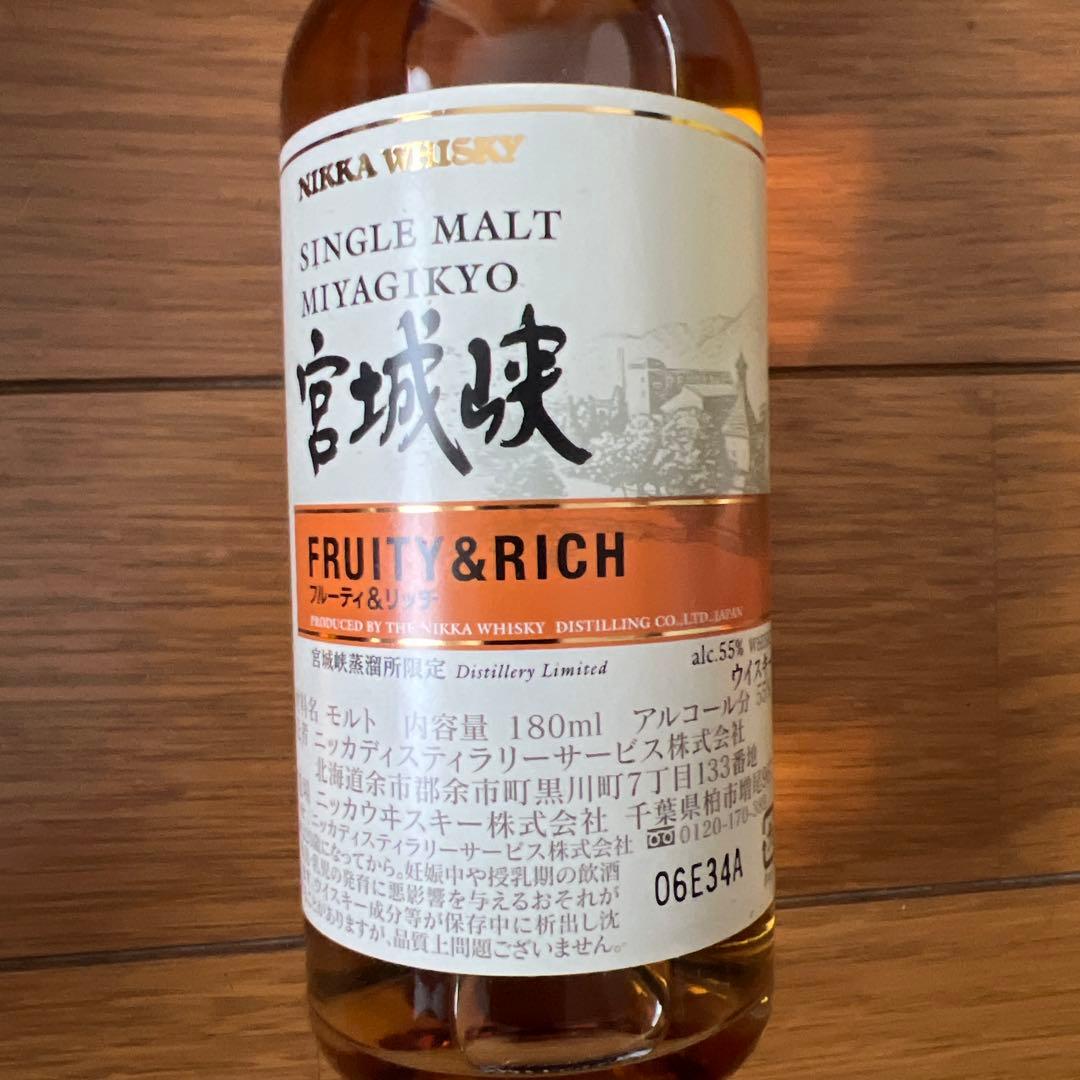 NIKKA WHISKY
SINGLE MALT
MIYAGIKYO
宮城峡
FRUITY&RICH
フルーティ&リッチ
PRODUCED BY THE NIKKA WHISKY DISTILLING CO.,LTD.,JAPAN
宮城峡蒸溜所限定 Distillery Limited alc.55%
ウイスキー
モルト 内容量 180ml アルコール分
ニッカディスティラリーサービス株式会社
北海道余市郡余市町黒川町7丁目133番地
ニッカウヰスキー株式会社 千葉県柏市増尾
ニッカディスティラリーサービス株式会社 0120-170-
になってから。妊娠中や授乳期の飲酒
の発育に悪影響を与えるおそれが
ウイスキー成分等が保存中に析出し沈
がありますが、品質上問題ございません。
06E34A